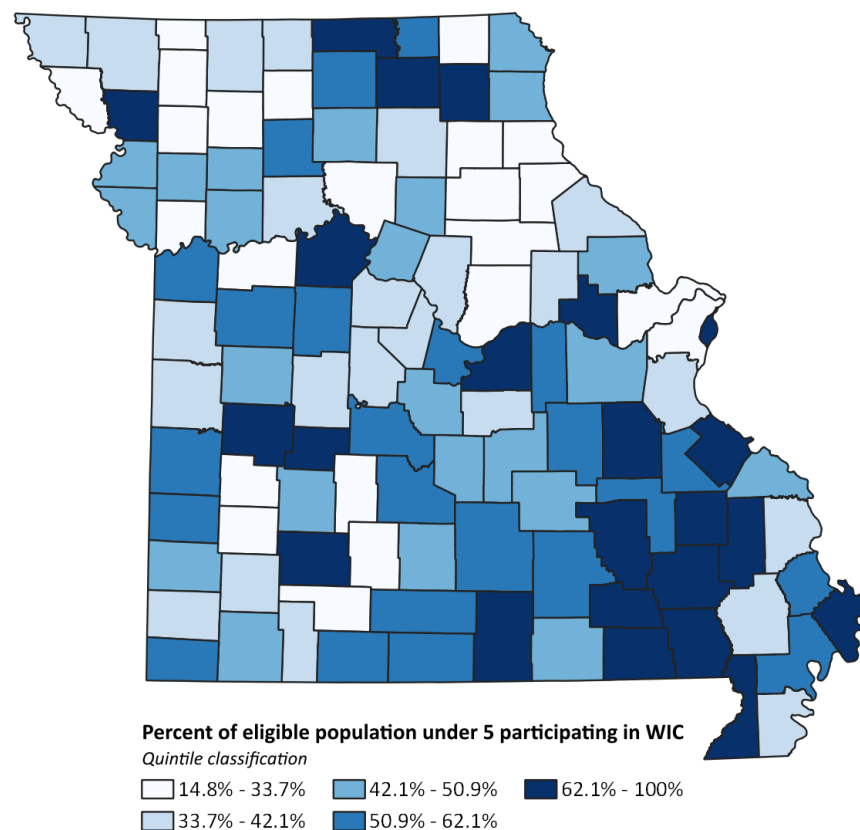 Percent of eligible population under 5 participating in WIC
Quintile classification
14.8% - 33.7% 42.1% - 50.9% 62.1% - 100%
33.7% - 42.1% 50.9% - 62.1%